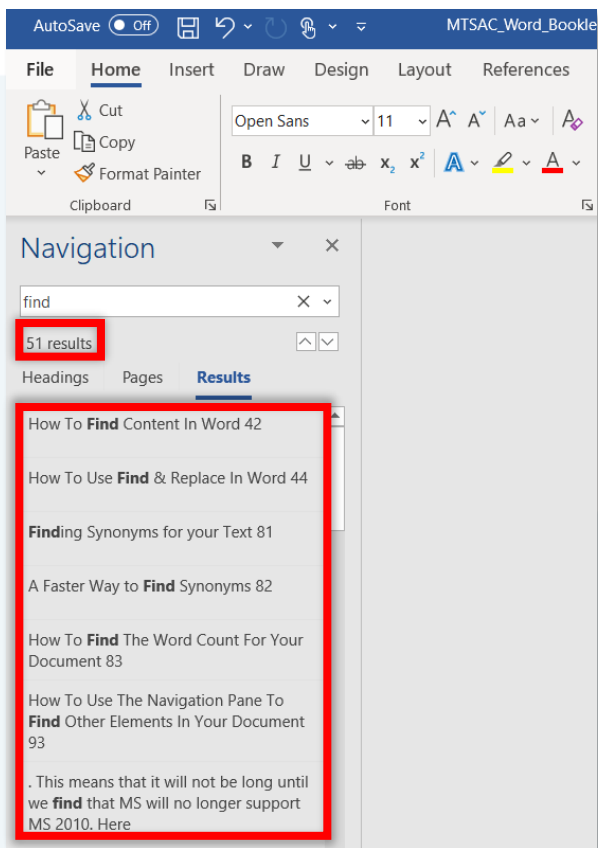 AutoSave Off MTSAC_Word_Bookle
File Home Insert Draw Design Layout References
Cut
Copy
Paste
Format Painter
Clipboard
Open Sans 11 A A Aa A
B I U ab x₂ x² A A
Font
Navigation
find
51 results
Headings Pages Results
How To Find Content In Word 42
How To Use Find & Replace In Word 44
Finding Synonyms for your Text 81
A Faster Way to Find Synonyms 82
How To Find The Word Count For Your
Document 83
How To Use The Navigation Pane To
Find Other Elements In Your Document
93
. This means that it will not be long until
we find that MS will no longer support
MS 2010. Here